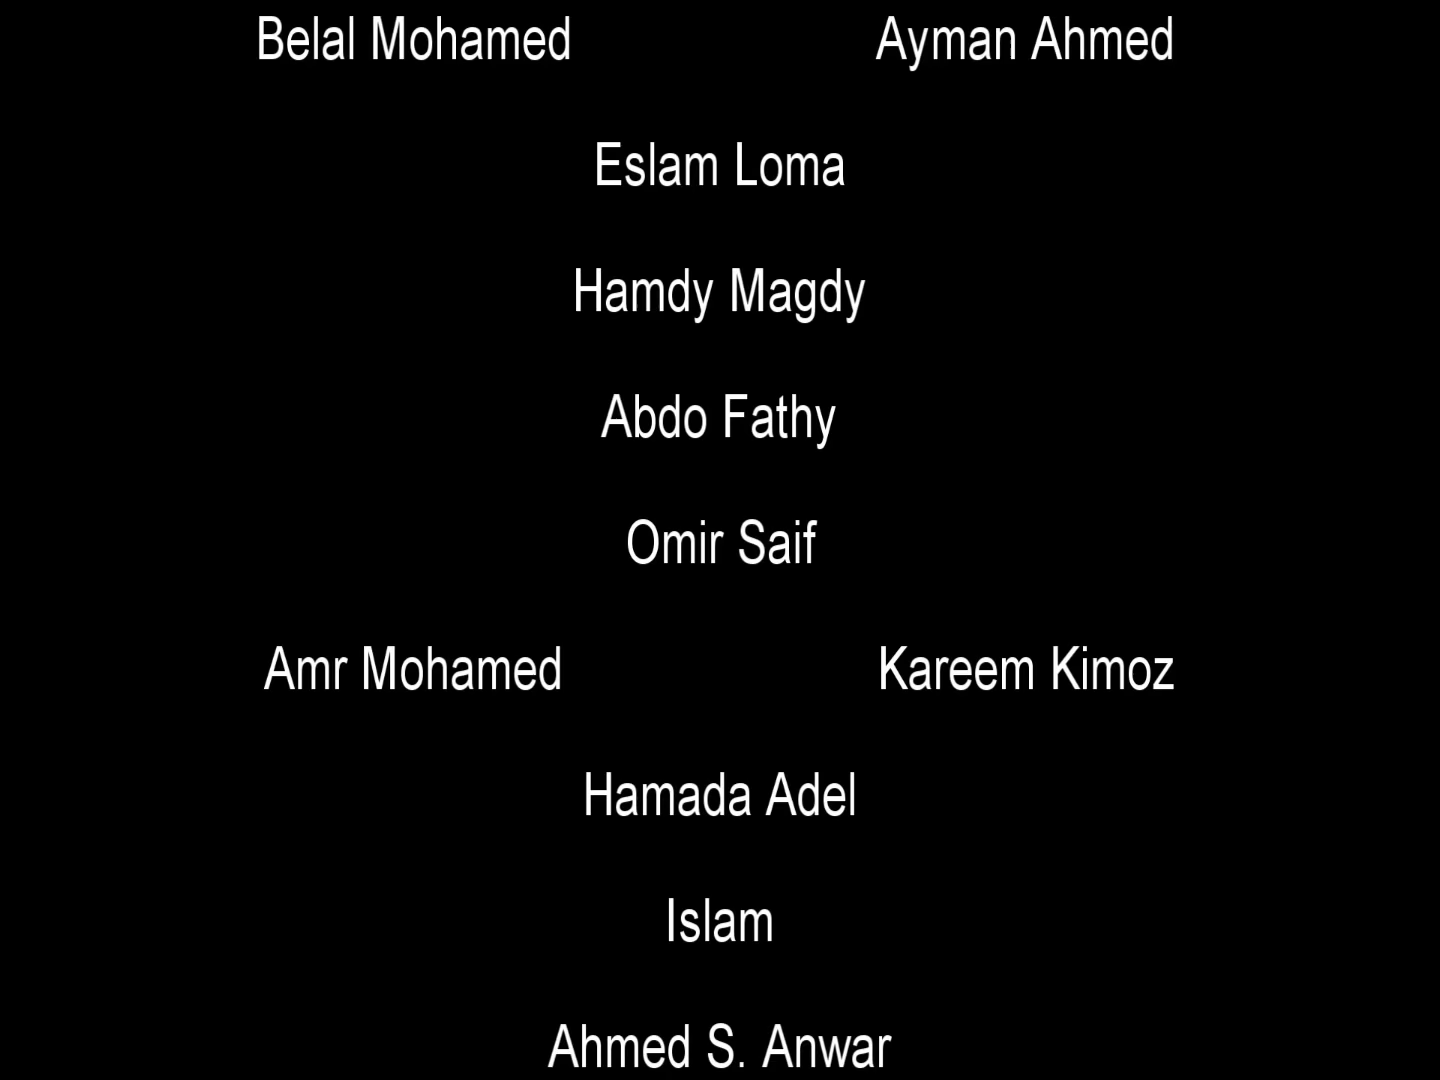 Belal Mohamed Ayman Ahmed
Eslam Loma
Hamdy Magdy
Abdo Fathy
Omir Saif
Amr Mohamed Kareem Kimoz
Hamada Adel
Islam
Ahmed S. Anwar